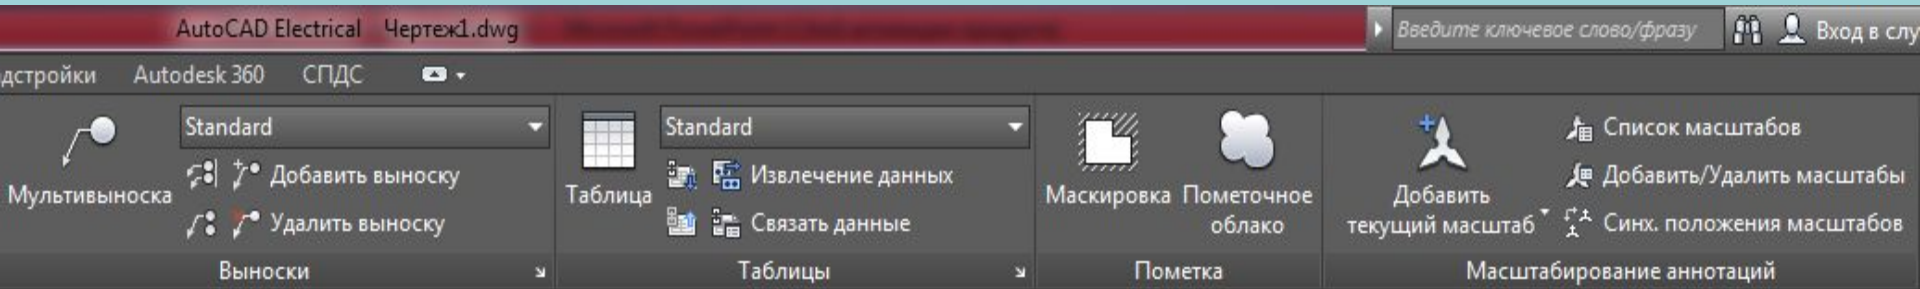 AutoCAD Electrical Чертеж1.dwg Введите ключевое слово/фразу Вход в слу
дстройки Autodesk 360 СПДС
Мультивыноска
Standard
Добавить выноску
Удалить выноску
Выноски
Таблица
Standard
Извлечение данных
Связать данные
Таблицы
Маскировка
Пометочное
облако
Пометка
Добавить
текущий масштаб
Список масштабов
Добавить/Удалить масштабы
Синх. положения масштабов
Масштабирование аннотаций